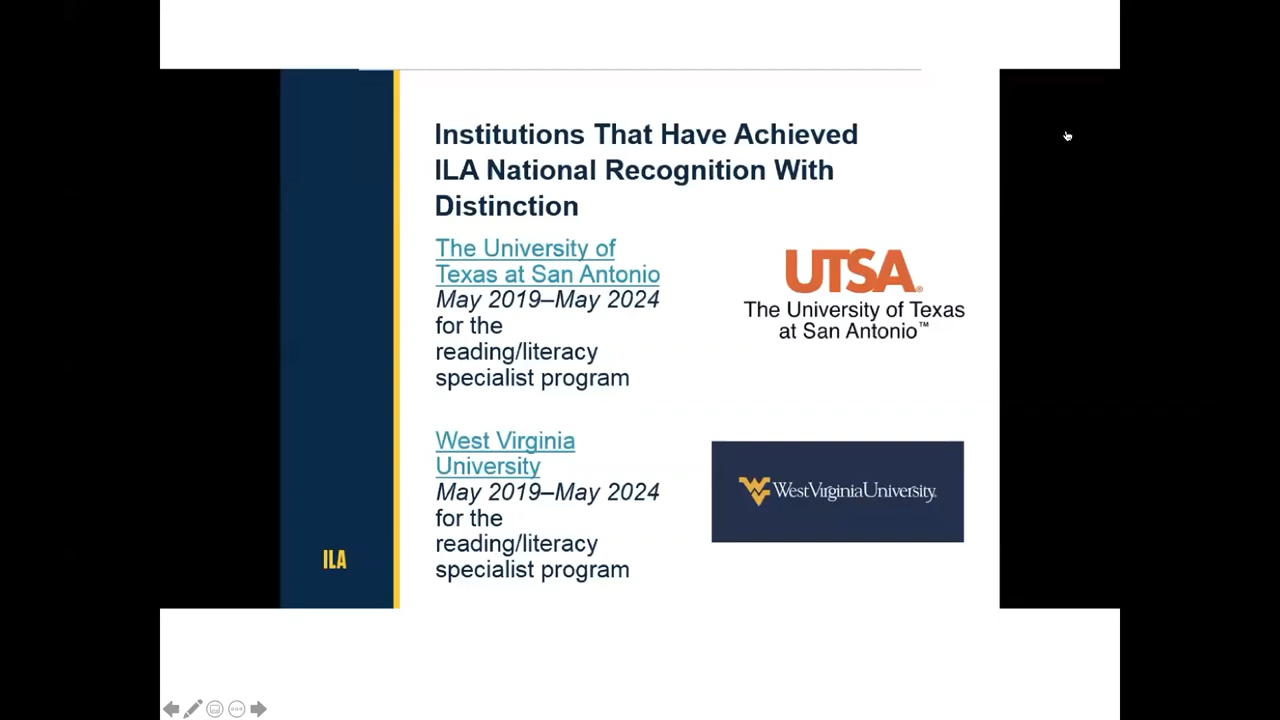 Institutions That Have Achieved
ILA National Recognition With
Distinction
The University of
Texas at San Antonio
May 2019–May 2024
for the
reading/literacy
specialist program
UTSA®
The University of Texas
at San Antonio™
West Virginia
University
May 2019–May 2024
for the
reading/literacy
specialist program
WestVirginiaUniversity.
ILA